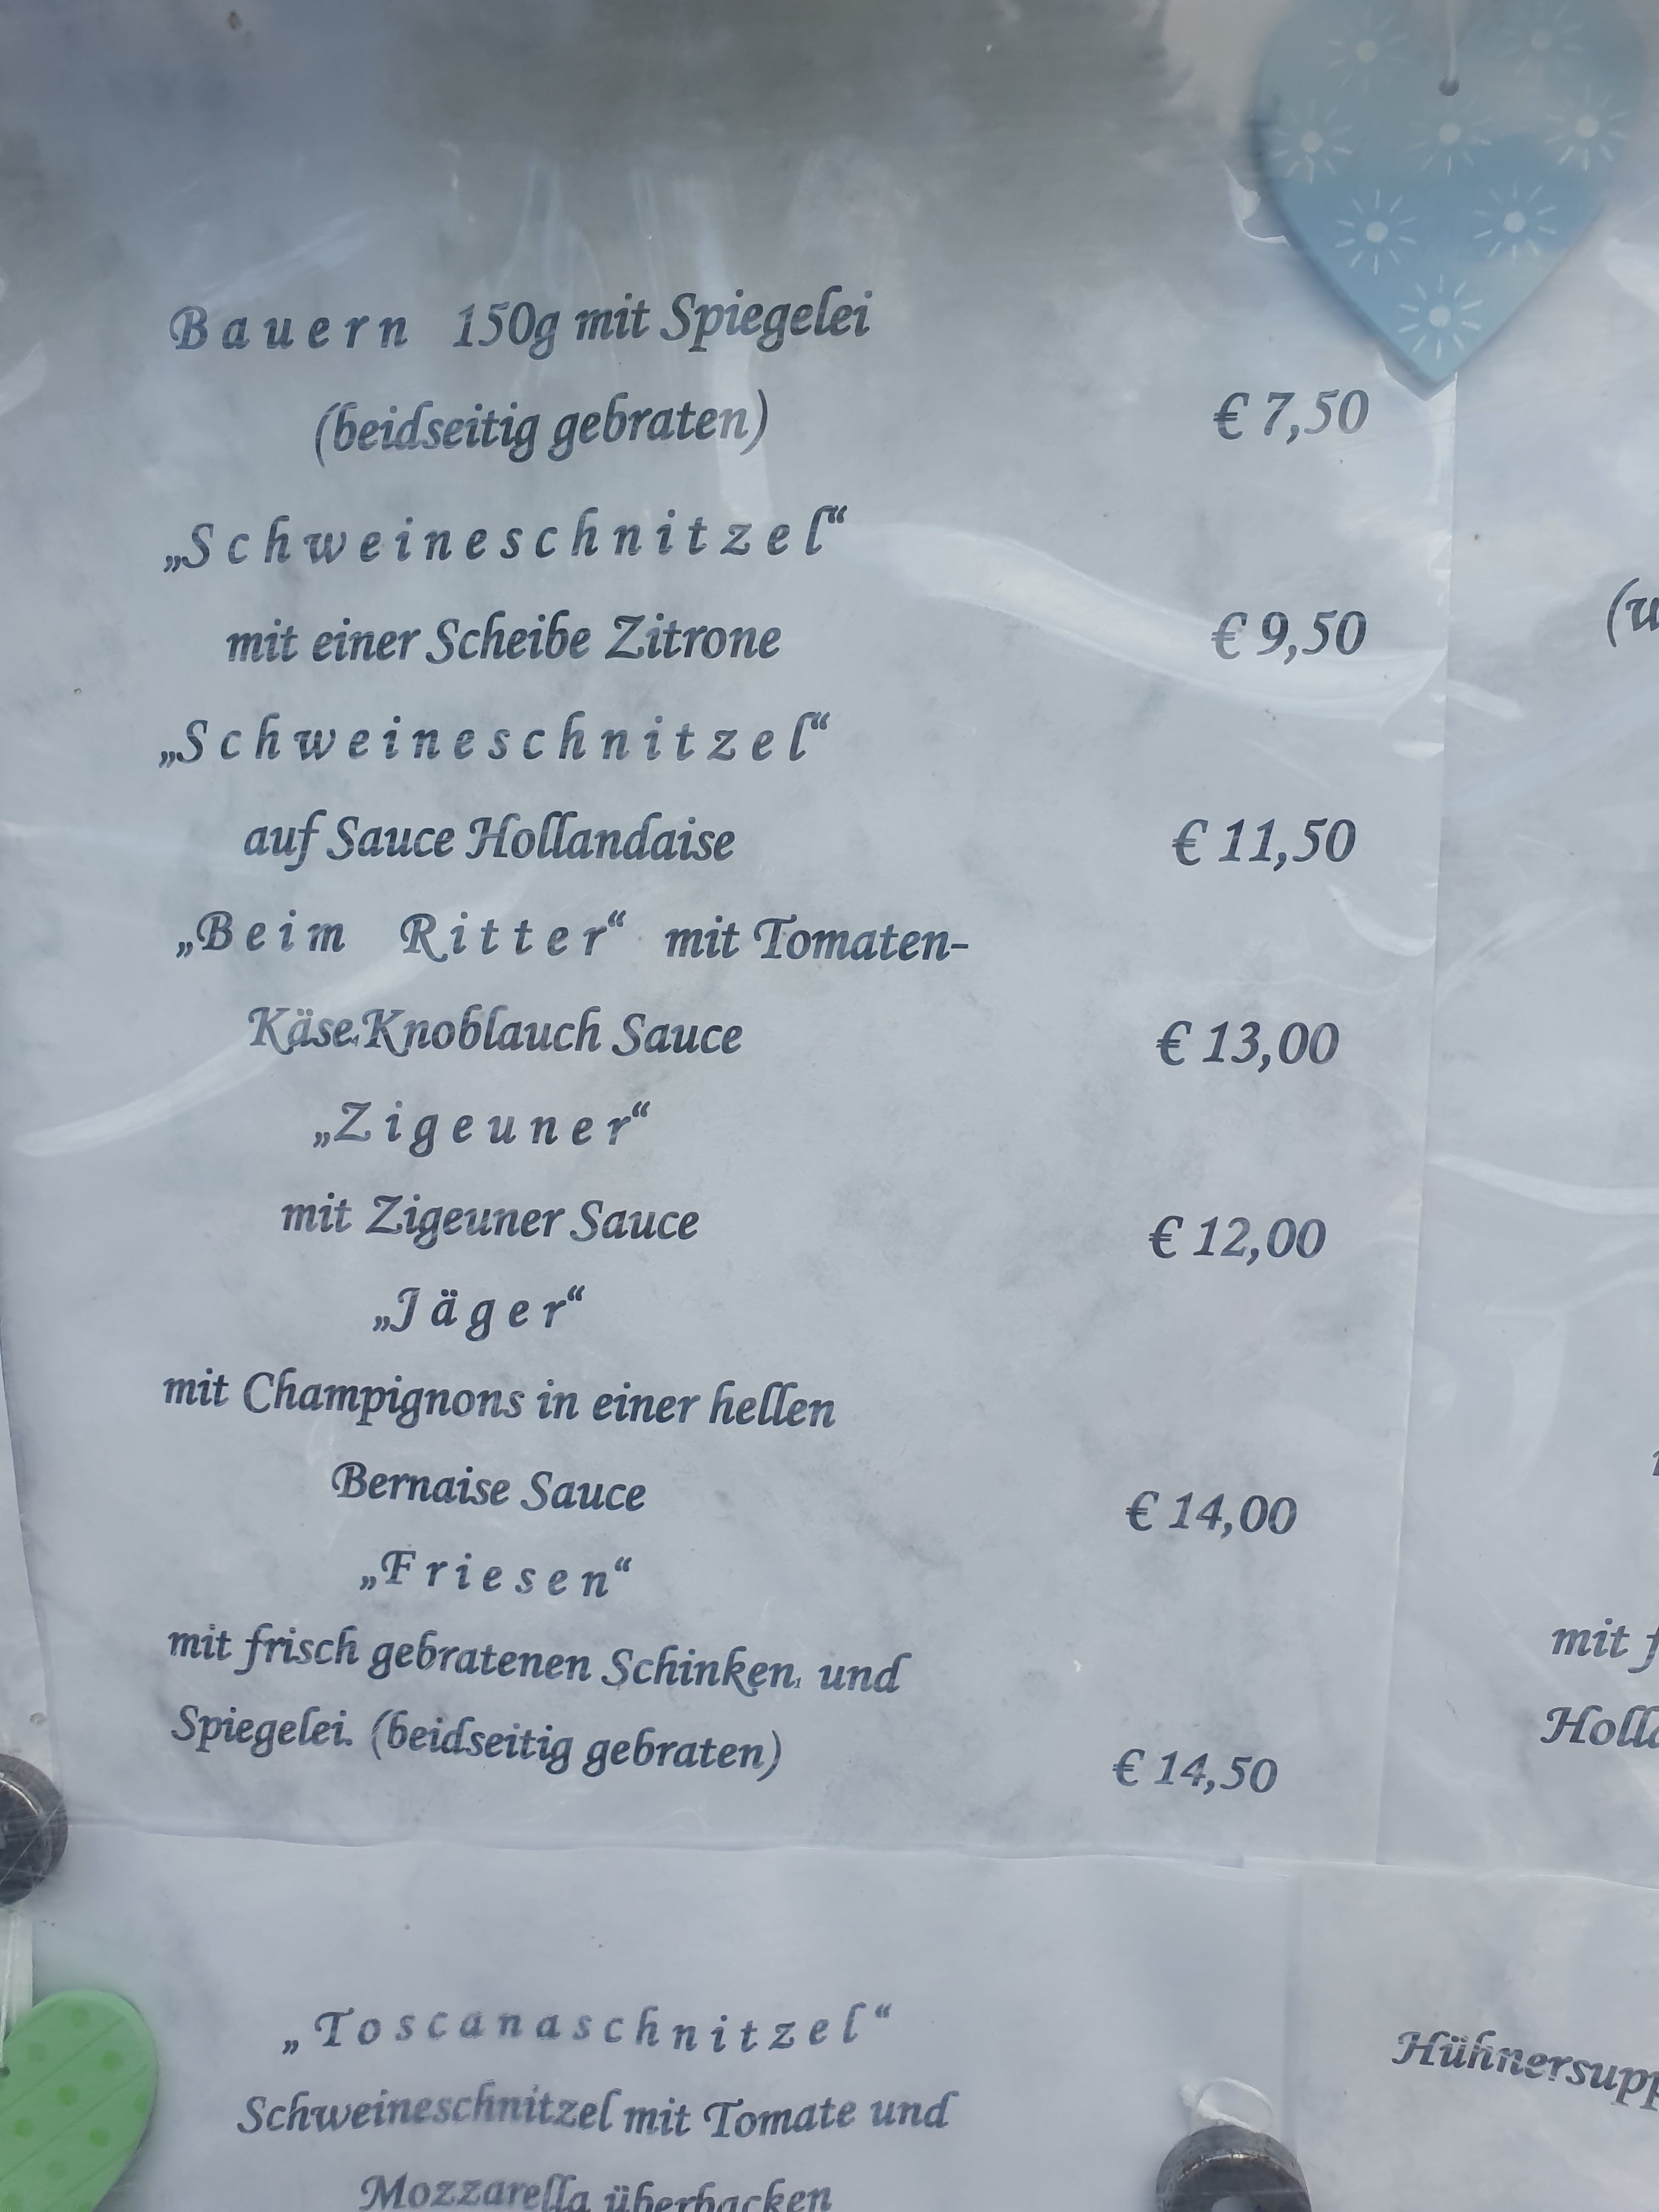 Bauern 150g mit Spiegelei
(beidseitig gebraten) € 7,50
„Schweineschnitzel“
mit einer Scheibe Zitrone € 9,50
„Schweineschnitzel“
auf Sauce Hollandaise € 11,50
„Beim Ritter“ mit Tomaten-
Käse.Knoblauch Sauce € 13,00
„Zigeuner“
mit Zigeuner Sauce € 12,00
„Jäger“
mit Champignons in einer hellen
Bernaise Sauce € 14,00
„Friesen“
mit frisch gebratenen Schinken und
Spiegelei. (beidseitig gebraten) € 14,50
„Toscanaschnitzel“
Schweineschnitzel mit Tomate und
Mozzarella überbacken
mit